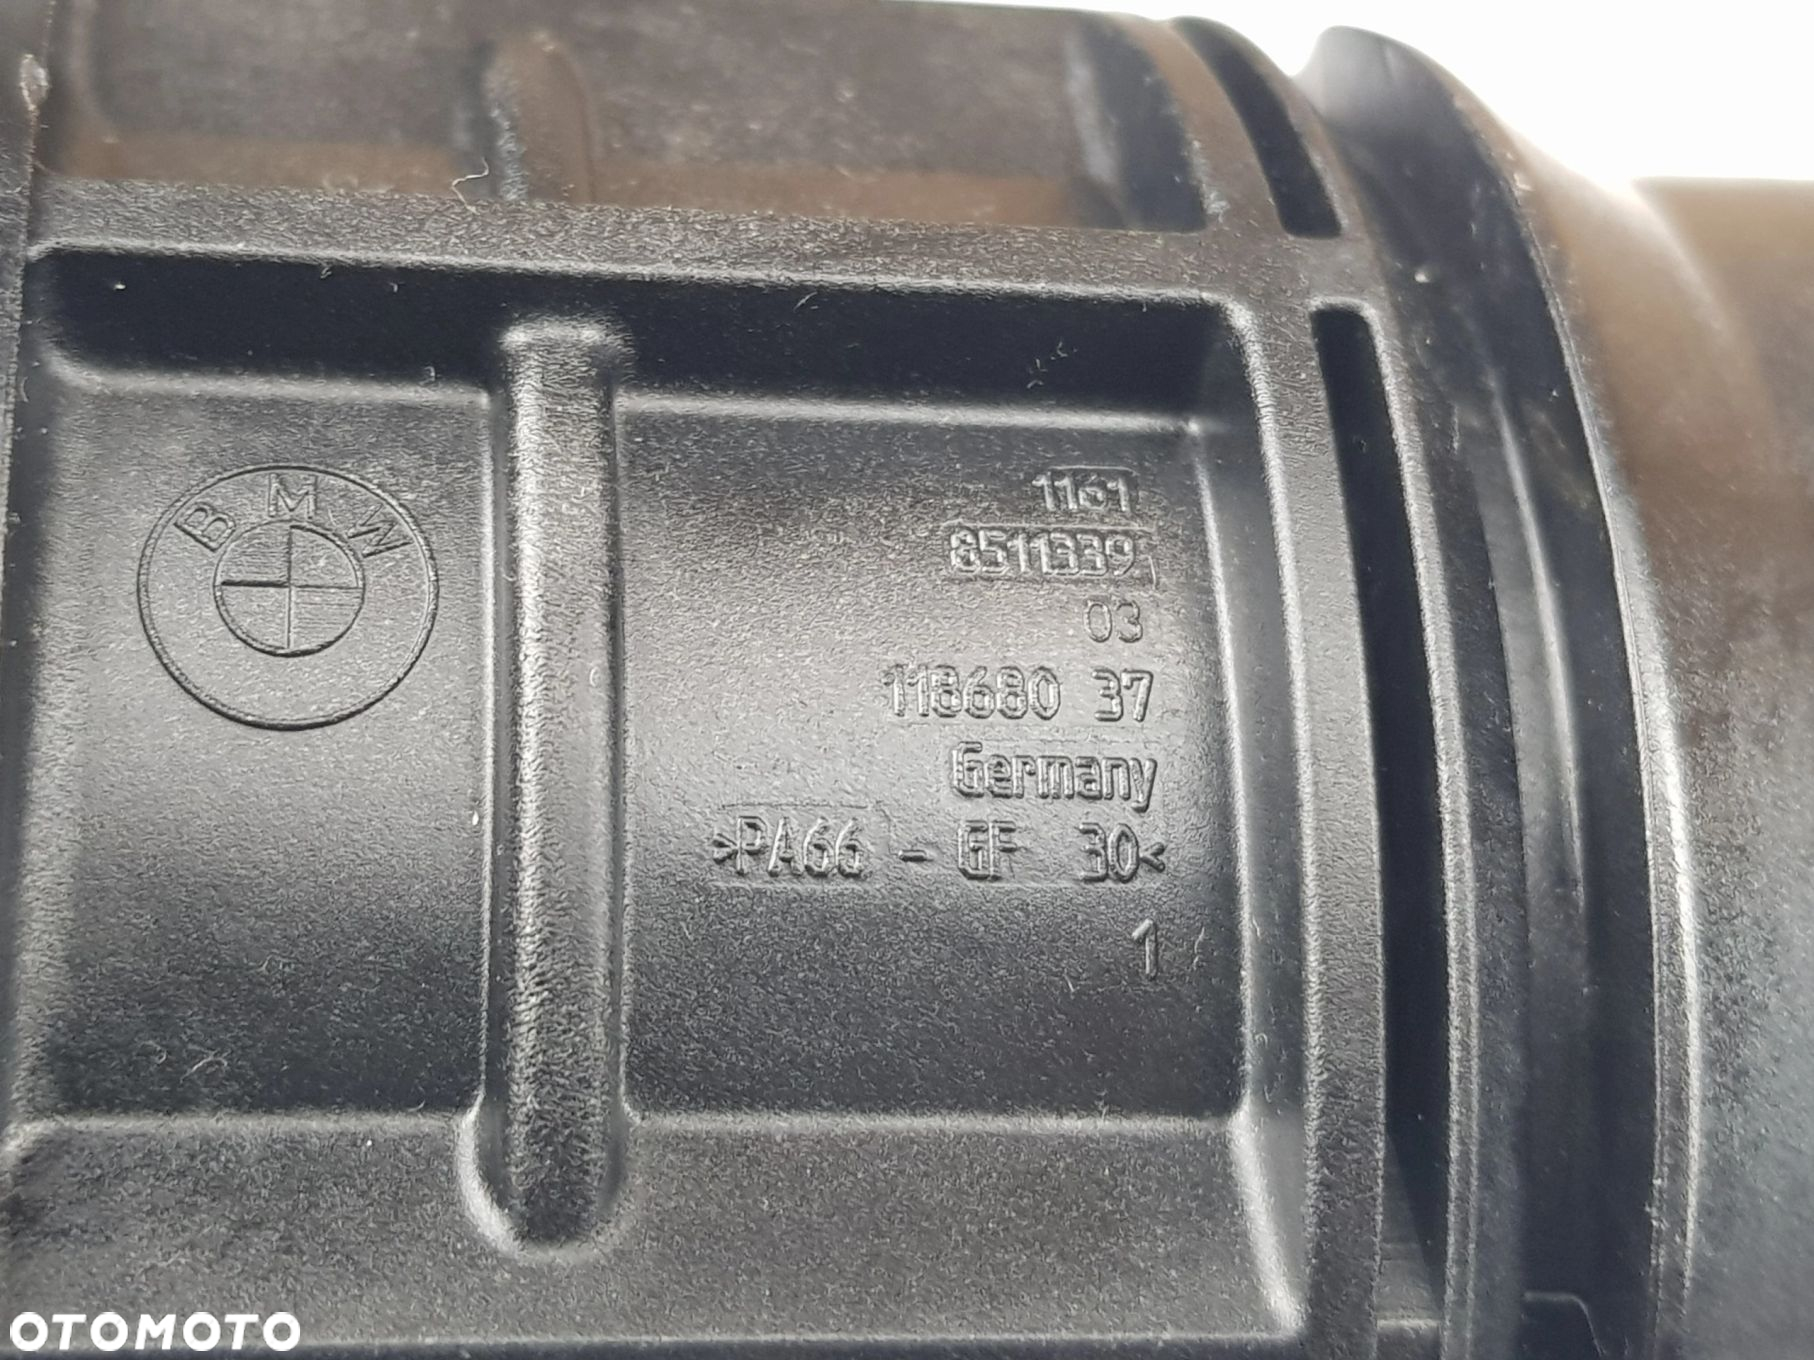 BMW
1161
8511339
03
118680 37
Germany
>PA66 - GF 30<
1
OTOMOTO